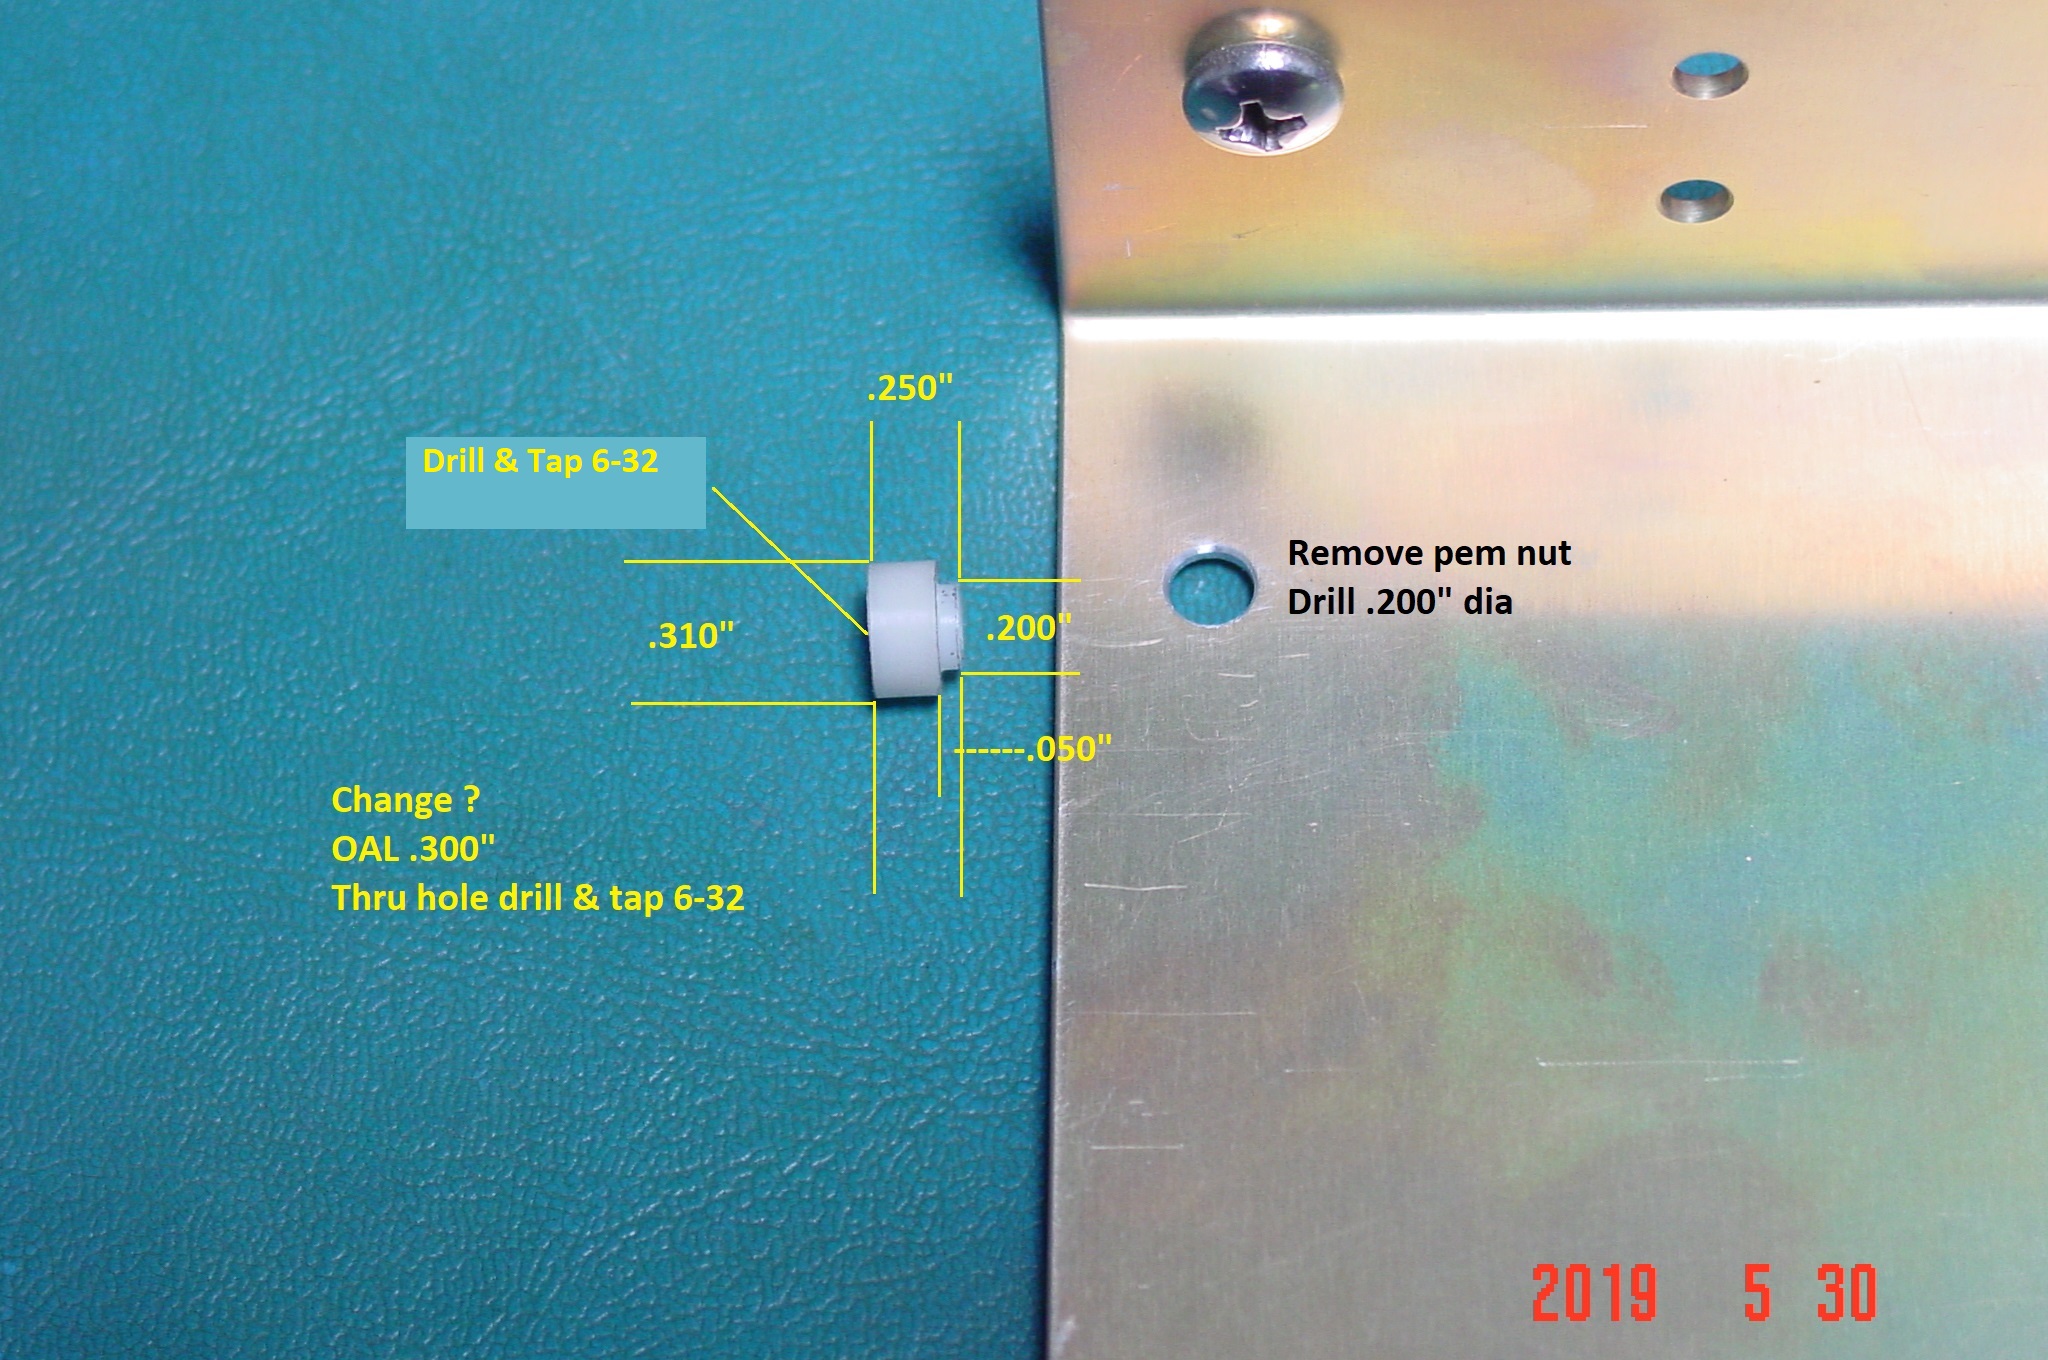 .250"
Drill & Tap 6-32
Remove pem nut
Drill .200" dia
.310"
.200"
------.050"
Change ?
OAL .300"
Thru hole drill & tap 6-32
2019 5 30